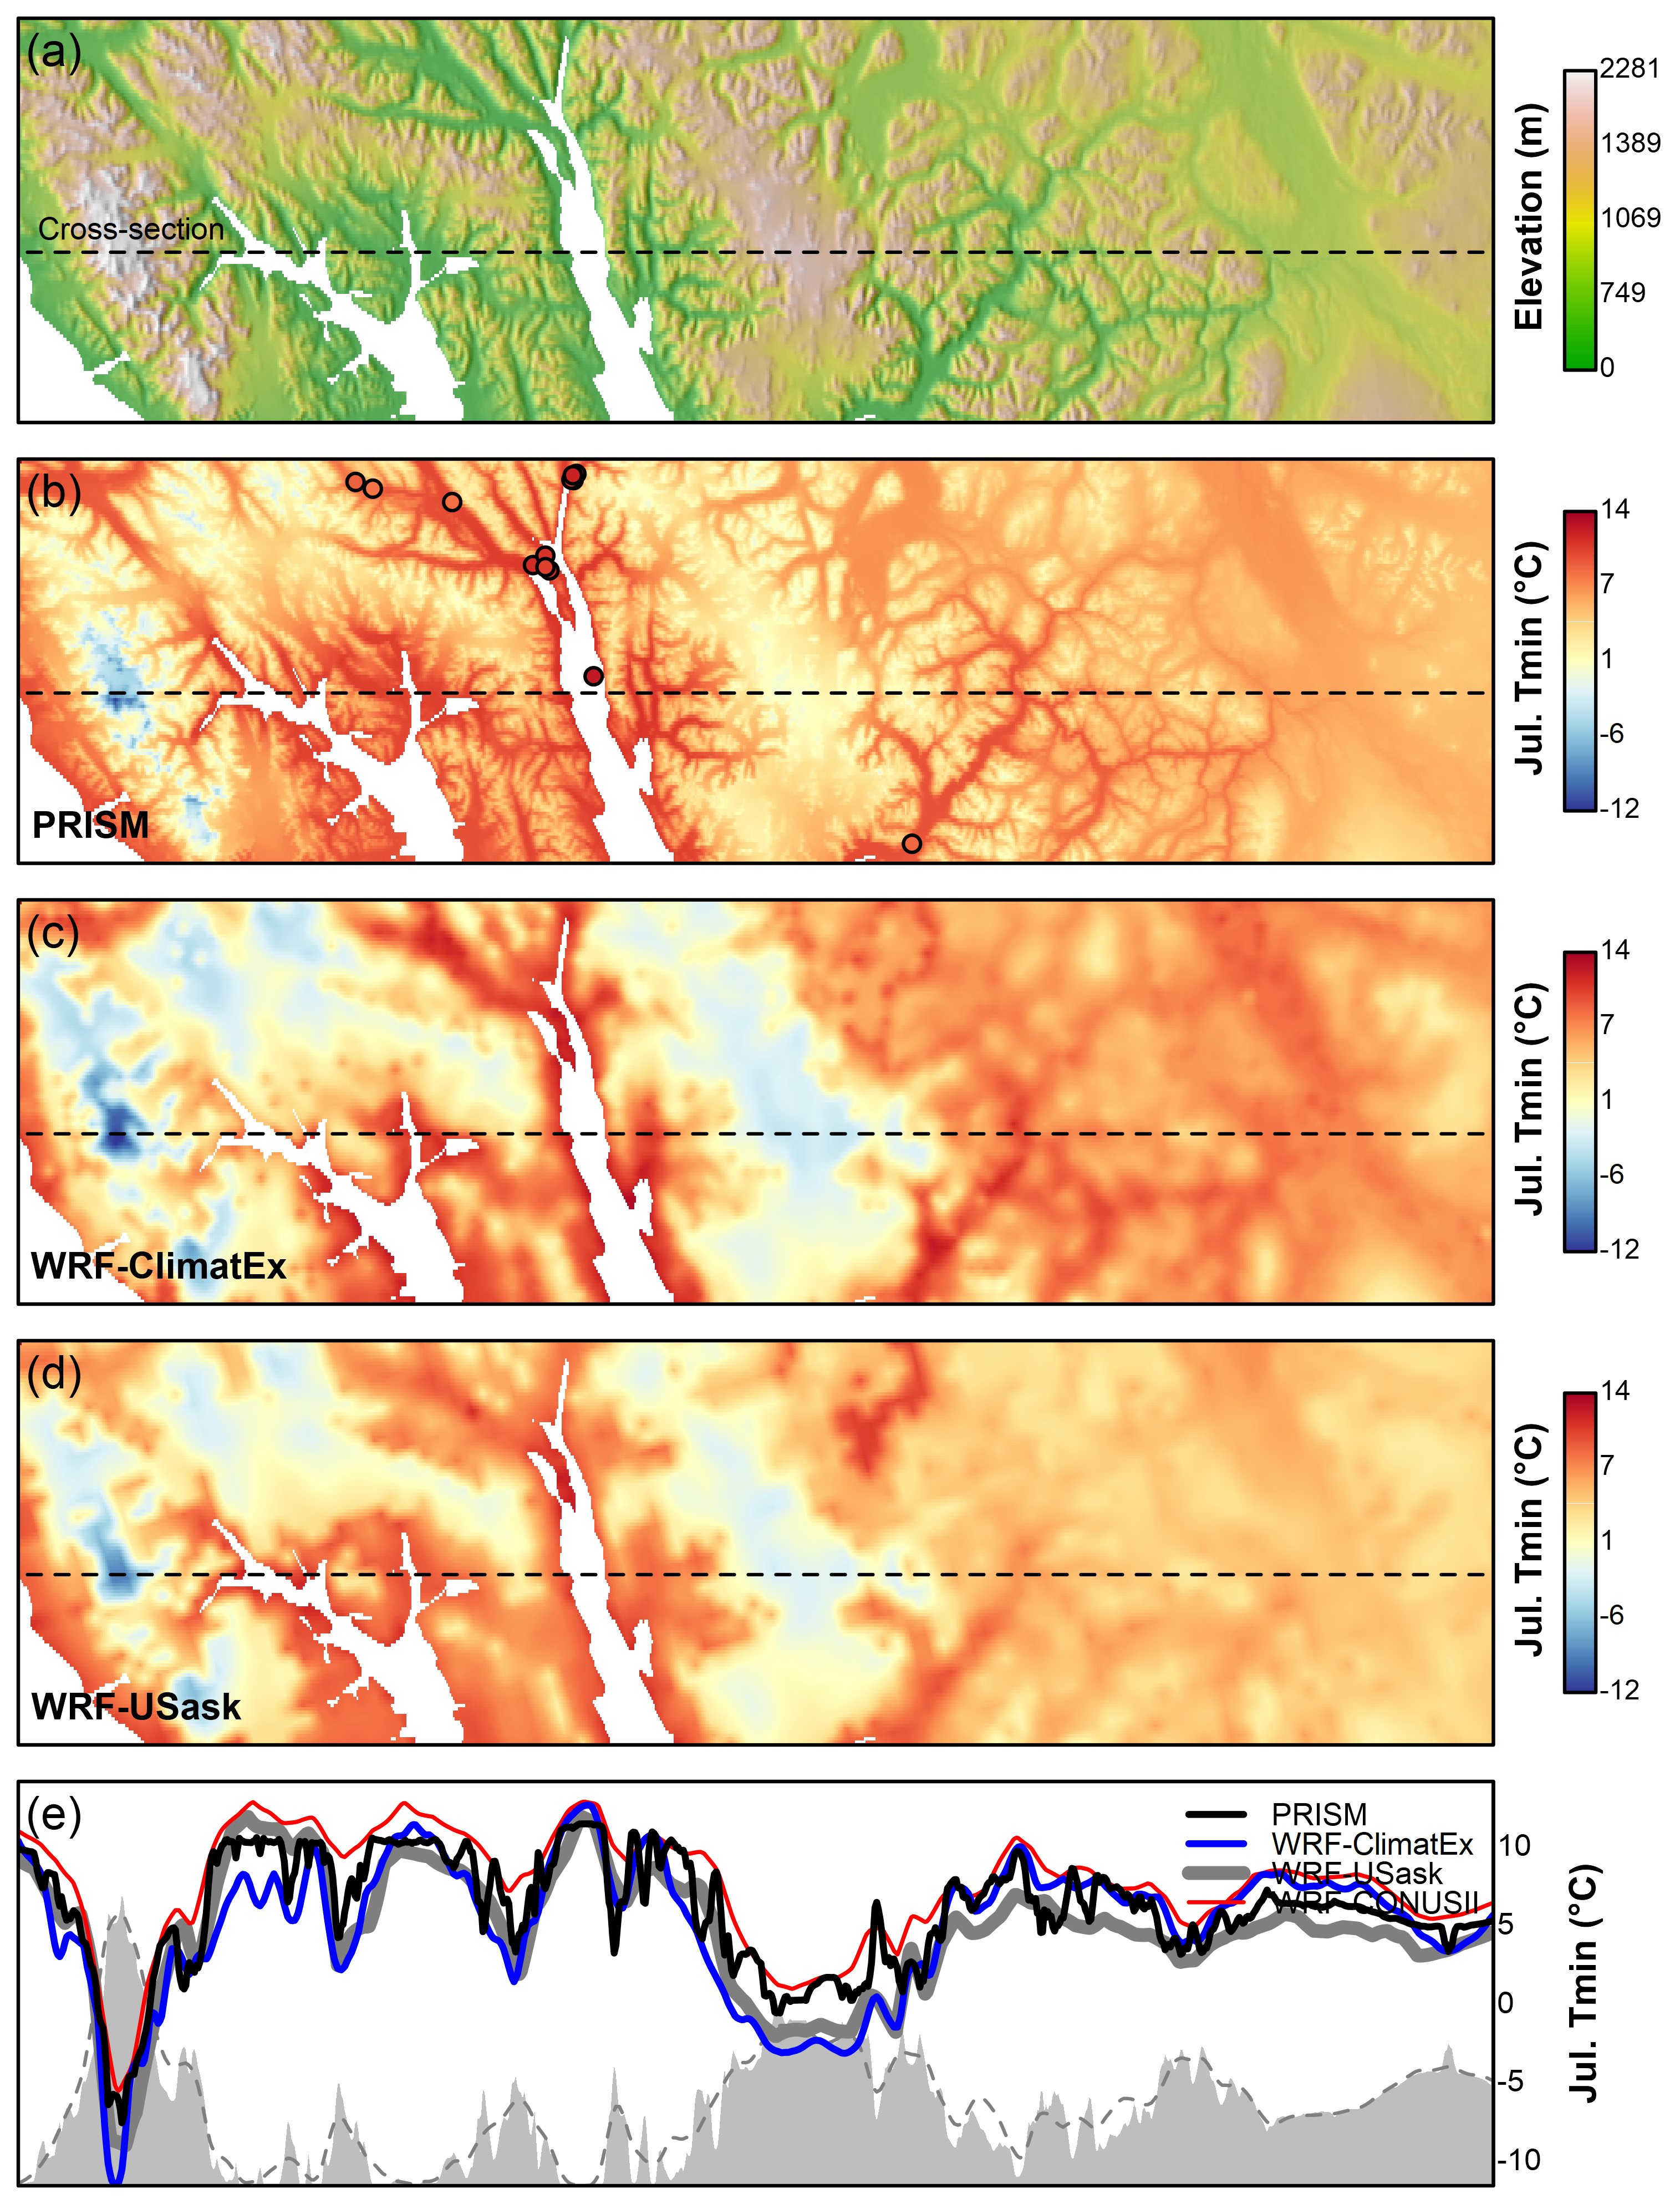 (a)
Cross-section
2281
1389
1069
749
0
Elevation (m)
(b)
PRISM
14
7
1
-6
-12
Jul. Tmin (°C)
(c)
WRF-ClimatEx
14
7
1
-6
-12
Jul. Tmin (°C)
(d)
WRF-USask
14
7
1
-6
-12
Jul. Tmin (°C)
(e)
PRISM
WRF-ClimatEx
WRF-USask
WRF-CONUSII
10
5
0
-5
-10
Jul. Tmin (°C)